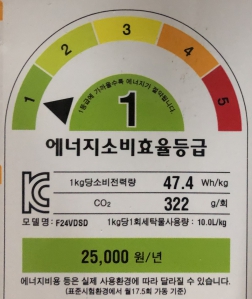 1 2 3 4 5
1등급에 가까울수록 에너지가 절약됩니다.
1
에너지소비효율등급
1kg당소비전력량 47.4 Wh/kg
CO₂ 322 g/회
모델명 : F24VDSD 1kg당1회세탁물사용량 : 10.0L/kg
25,000 원/년
에너지비용 등은 실제 사용환경에 따라 달라질 수 있습니다.
(표준시험환경에서 월17.5회 가동 기준)